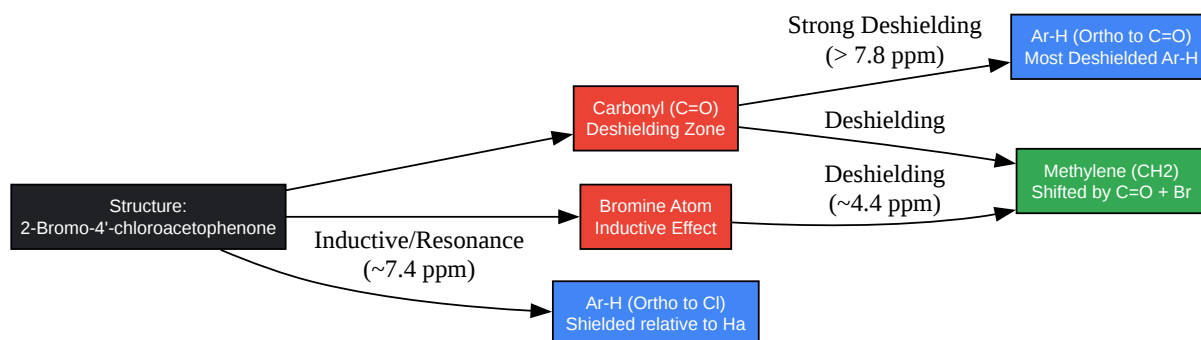 Structure:
2-Bromo-4'-chloroacetophenone
Carbonyl (C=O)
Deshielding Zone
Bromine Atom
Inductive Effect
Inductive/Resonance
(~7.4 ppm)
Ar-H (Ortho to Cl)
Shielded relative to Ha
Strong Deshielding
(> 7.8 ppm)
Ar-H (Ortho to C=O)
Most Deshielded Ar-H
Deshielding
Deshielding
(~4.4 ppm)
Methylene (CH2)
Shifted by C=O + Br